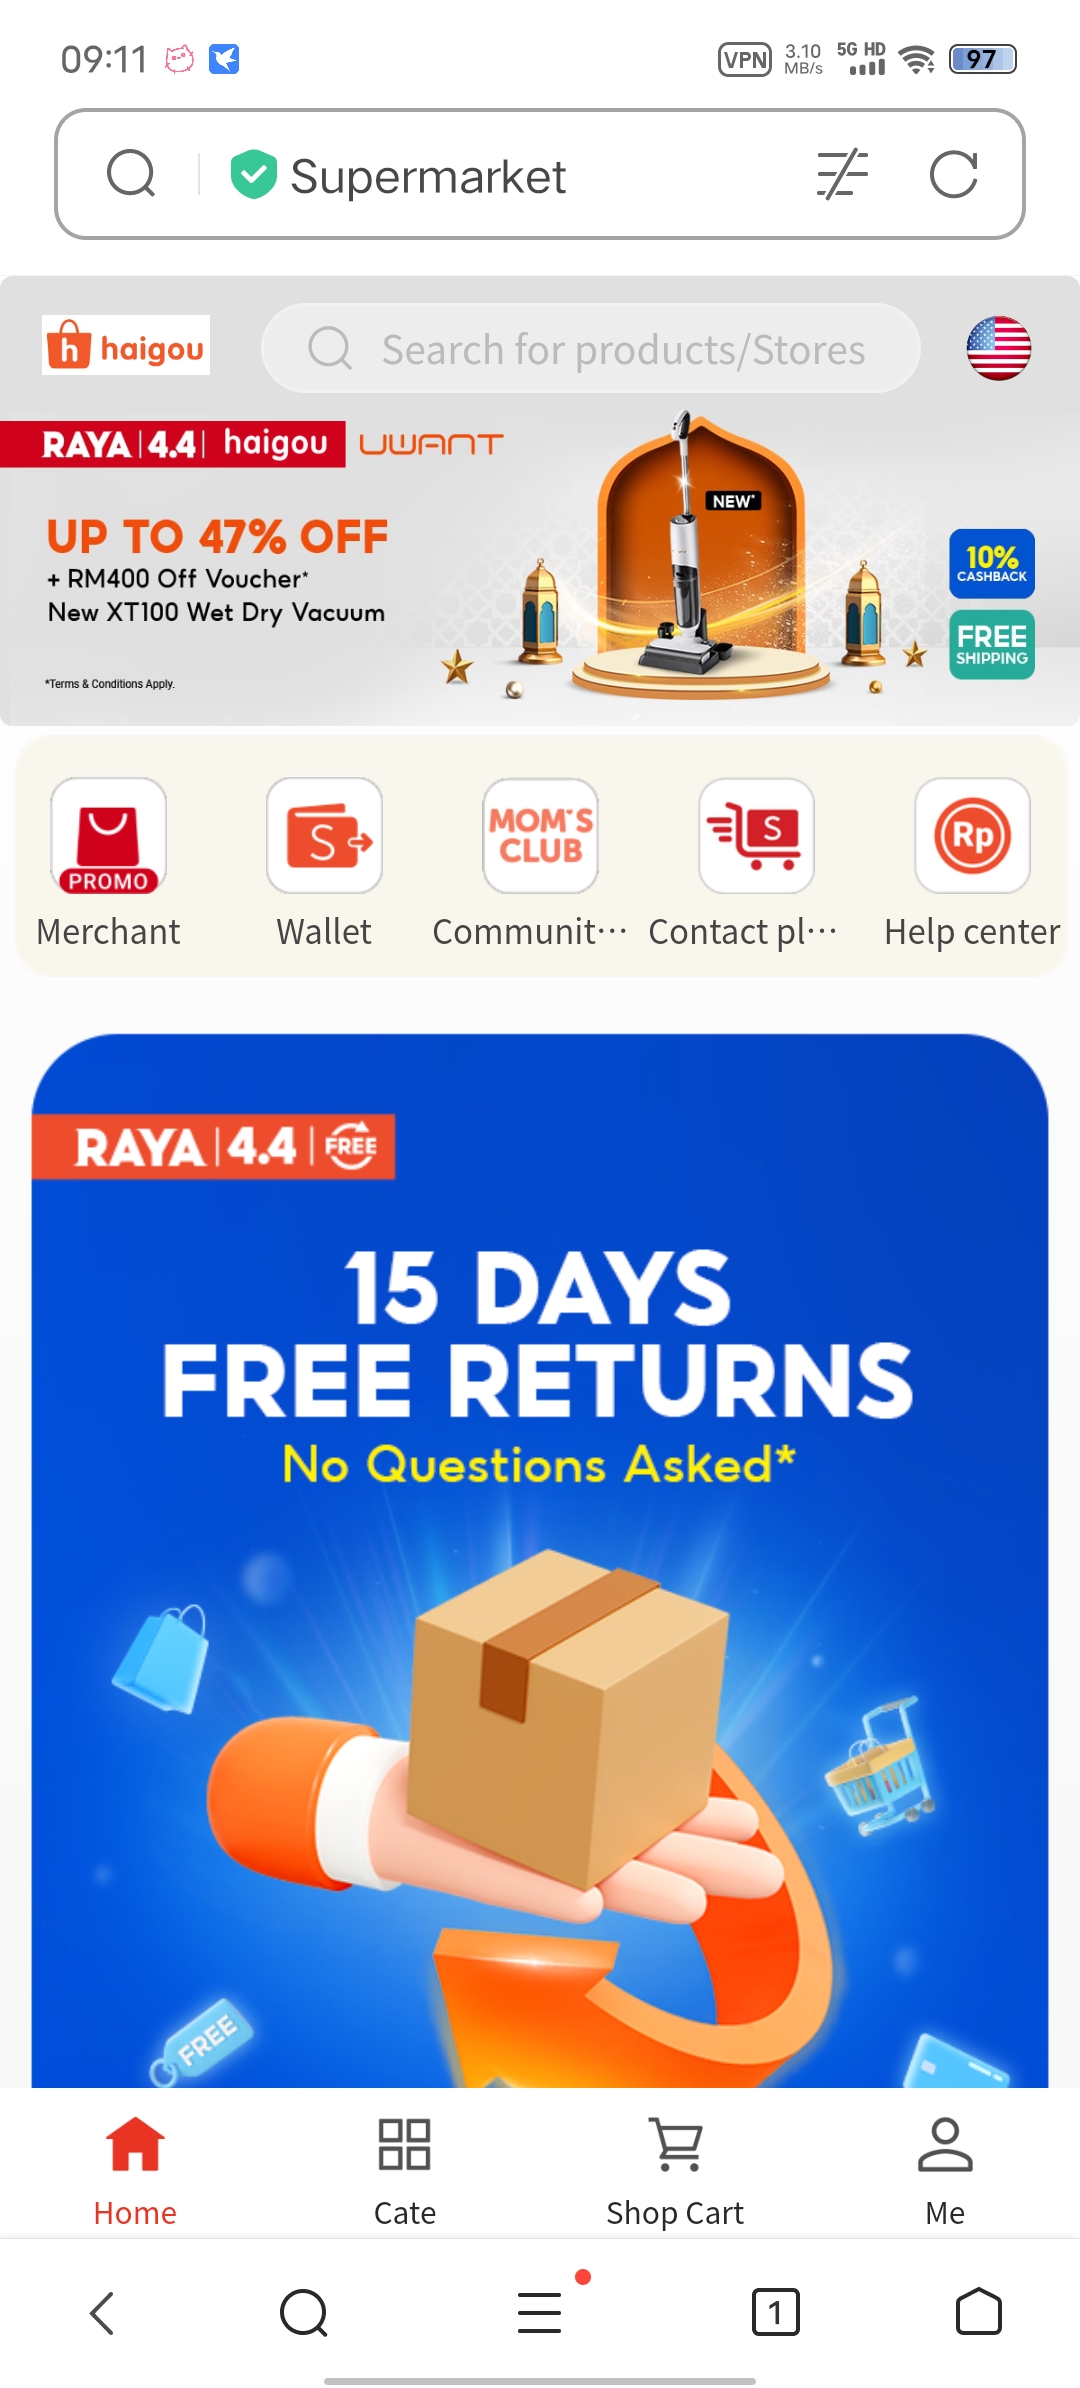 09:11
VPN
3.10
MB/s
5G HD
97
Supermarket
h haigou
Search for products/Stores
RAYA 4.4 haigou UWANT
NEW*
UP TO 47% OFF
+ RM400 Off Voucher*
New XT100 Wet Dry Vacuum
*Terms & Conditions Apply.
10%
CASHBACK
FREE
SHIPPING
PROMO
S
MOM'S
CLUB
S
Rp
Merchant
Wallet
Communit···
Contact pl···
Help center
RAYA 4.4 FREE
15 DAYS
FREE RETURNS
No Questions Asked*
FREE
Home
Cate
Shop Cart
Me
1